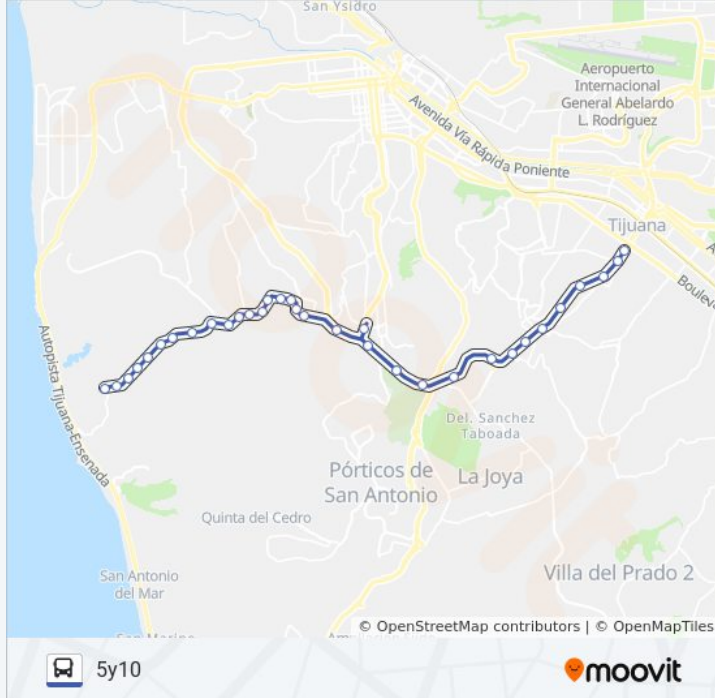 San Ysidro
Aeropuerto
Internacional
General Abelardo
L. Rodríguez
Avenida Vía Rápida Poniente
Tijuana
Boulev
Autopista Tijuana-Ensenada
Del. Sanchez
Taboada
Pórticos de
San Antonio
La Joya
Quinta del Cedro
San Antonio
del Mar
Villa del Prado 2
© OpenStreetMap contributors | © OpenMapTiles
5y10
moovit